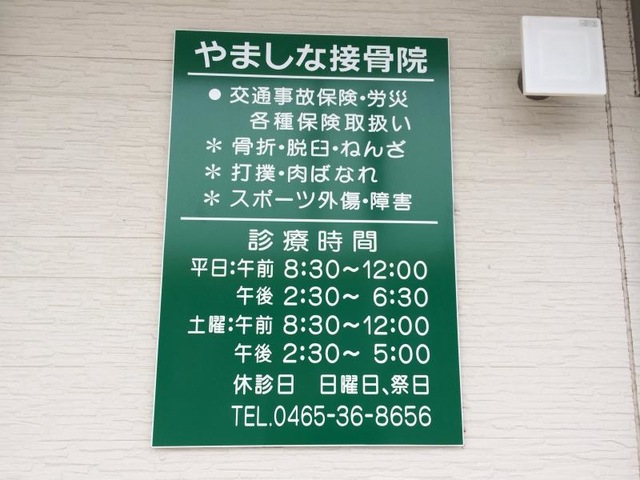 やましな接骨院
● 交通事故保険・労災
各種保険取扱い
＊ 骨折・脱臼・ねんざ
＊ 打撲・肉ばなれ
＊ スポーツ外傷・障害
診療時間
平日:午前 8:30～12:00
午後 2:30～ 6:30
土曜:午前 8:30～12:00
午後 2:30～ 5:00
休診日 日曜日、祭日
TEL.0465-36-8656